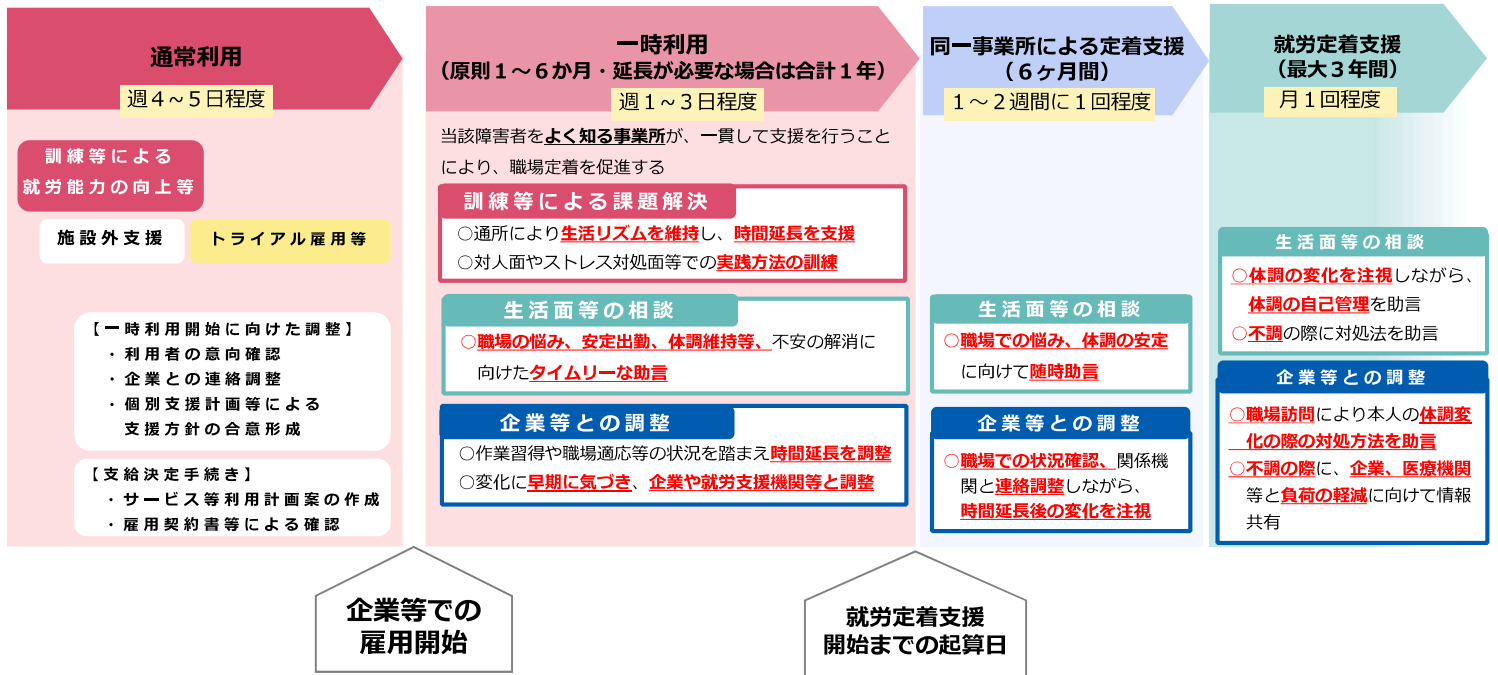 通常利用
週４～５日程度
訓練等による
就労能力の向上等
施設外支援
トライアル雇用等
【一時利用開始に向けた調整】
・利用者の意向確認
・企業との連絡調整
・個別支援計画等による
支援方針の合意形成
【支給決定手続き】
・サービス等利用計画案の作成
・雇用契約書等による確認
一時利用
（原則１～６か月・延長が必要な場合は合計１年）
週１～３日程度
当該障害者をよく知る事業所が、一貫して支援を行うこと
により、職場定着を促進する
訓練等による課題解決
○通所により生活リズムを維持し、時間延長を支援
○対人面やストレス対処面等での実践方法の訓練
生活面等の相談
○職場の悩み、安定出勤、体調維持等、不安の解消に
向けたタイムリーな助言
企業等との調整
○作業習得や職場適応等の状況を踏まえ時間延長を調整
○変化に早期に気づき、企業や就労支援機関等と調整
同一事業所による定着支援
（６ヶ月間）
１～２週間に１回程度
生活面等の相談
○職場での悩み、体調の安定
に向けて随時助言
企業等との調整
○職場での状況確認、関係機
関と連絡調整しながら、
時間延長後の変化を注視
就労定着支援
（最大３年間）
月１回程度
生活面等の相談
○体調の変化を注視しながら、
体調の自己管理を助言
○不調の際に対処法を助言
企業等との調整
○職場訪問により本人の体調変
化の際の対処方法を助言
○不調の際に、企業、医療機関
等と負荷の軽減に向けて情報
共有
企業等での
雇用開始
就労定着支援
開始までの起算日